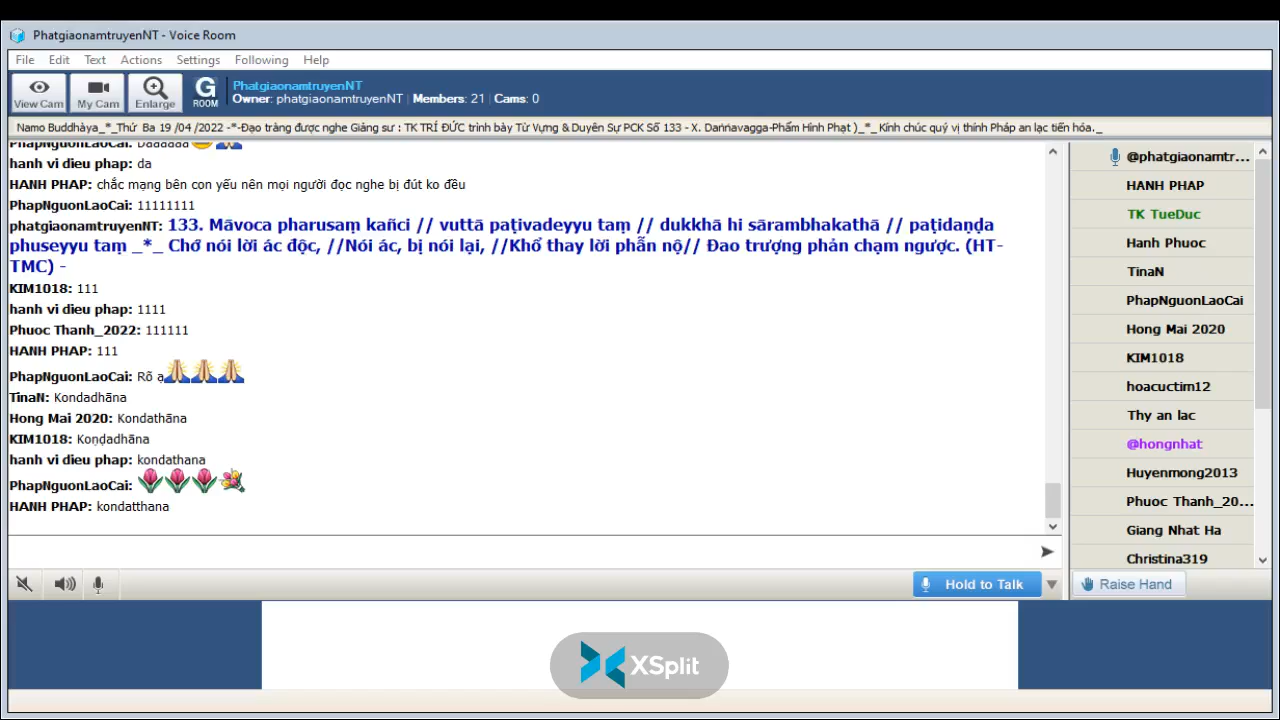 PhatgiaonamtruyenNT - Voice Room
File Edit Text Actions Settings Following Help
View Cam My Cam Enlarge G ROOM
PhatgiaonamtruyenNT
Owner: phatgiaonamtruyenNT | Members: 21 | Cams: 0
Namo Buddhàya_*_Thứ Ba 19 /04 /2022 -*-Đạo tràng được nghe Giảng sư : TK TRÍ ĐỨC trình bày Từ Vựng & Duyên Sự PCK Số 133 - X. Daṇṇavagga-Phẩm Hình Phạt )_*_ Kính chúc quý vị thính Pháp an lạc tiến hóa._
PhapNguonLaoCai: Daaaaaa
hanh vi dieu phap: da
HANH PHAP: chắc mạng bên con yếu nên mọi người đọc nghe bị đút ko đều
PhapNguonLaoCai: 11111111
phatgiaonamtruyenNT: 133. Māvoca pharusaṃ kañci // vuttā paṭivadeyyu taṃ // dukkhā hi sārambhakathā // paṭidaṇḍa
phuseyyu taṃ _*_ Chớ nói lời ác độc, //Nói ác, bị nói lại, //Khổ thay lời phẫn nộ// Đao trượng phản chạm ngược. (HT-
TMC) -
KIM1018: 111
hanh vi dieu phap: 1111
Phuoc Thanh_2022: 111111
HANH PHAP: 111
PhapNguonLaoCai: Rõ ạ
TinaN: Kondadhāna
Hong Mai 2020: Kondathāna
KIM1018: Koṇḍadhāna
hanh vi dieu phap: kondathana
PhapNguonLaoCai:
HANH PHAP: kondatthana
@phatgiaonamtr...
HANH PHAP
TK TueDuc
Hanh Phuoc
TinaN
PhapNguonLaoCai
Hong Mai 2020
KIM1018
hoacuctim12
Thy an lac
@hongnhat
Huyenmong2013
Phuoc Thanh_20...
Giang Nhat Ha
Christina319
Hold to Talk
Raise Hand
XSplit